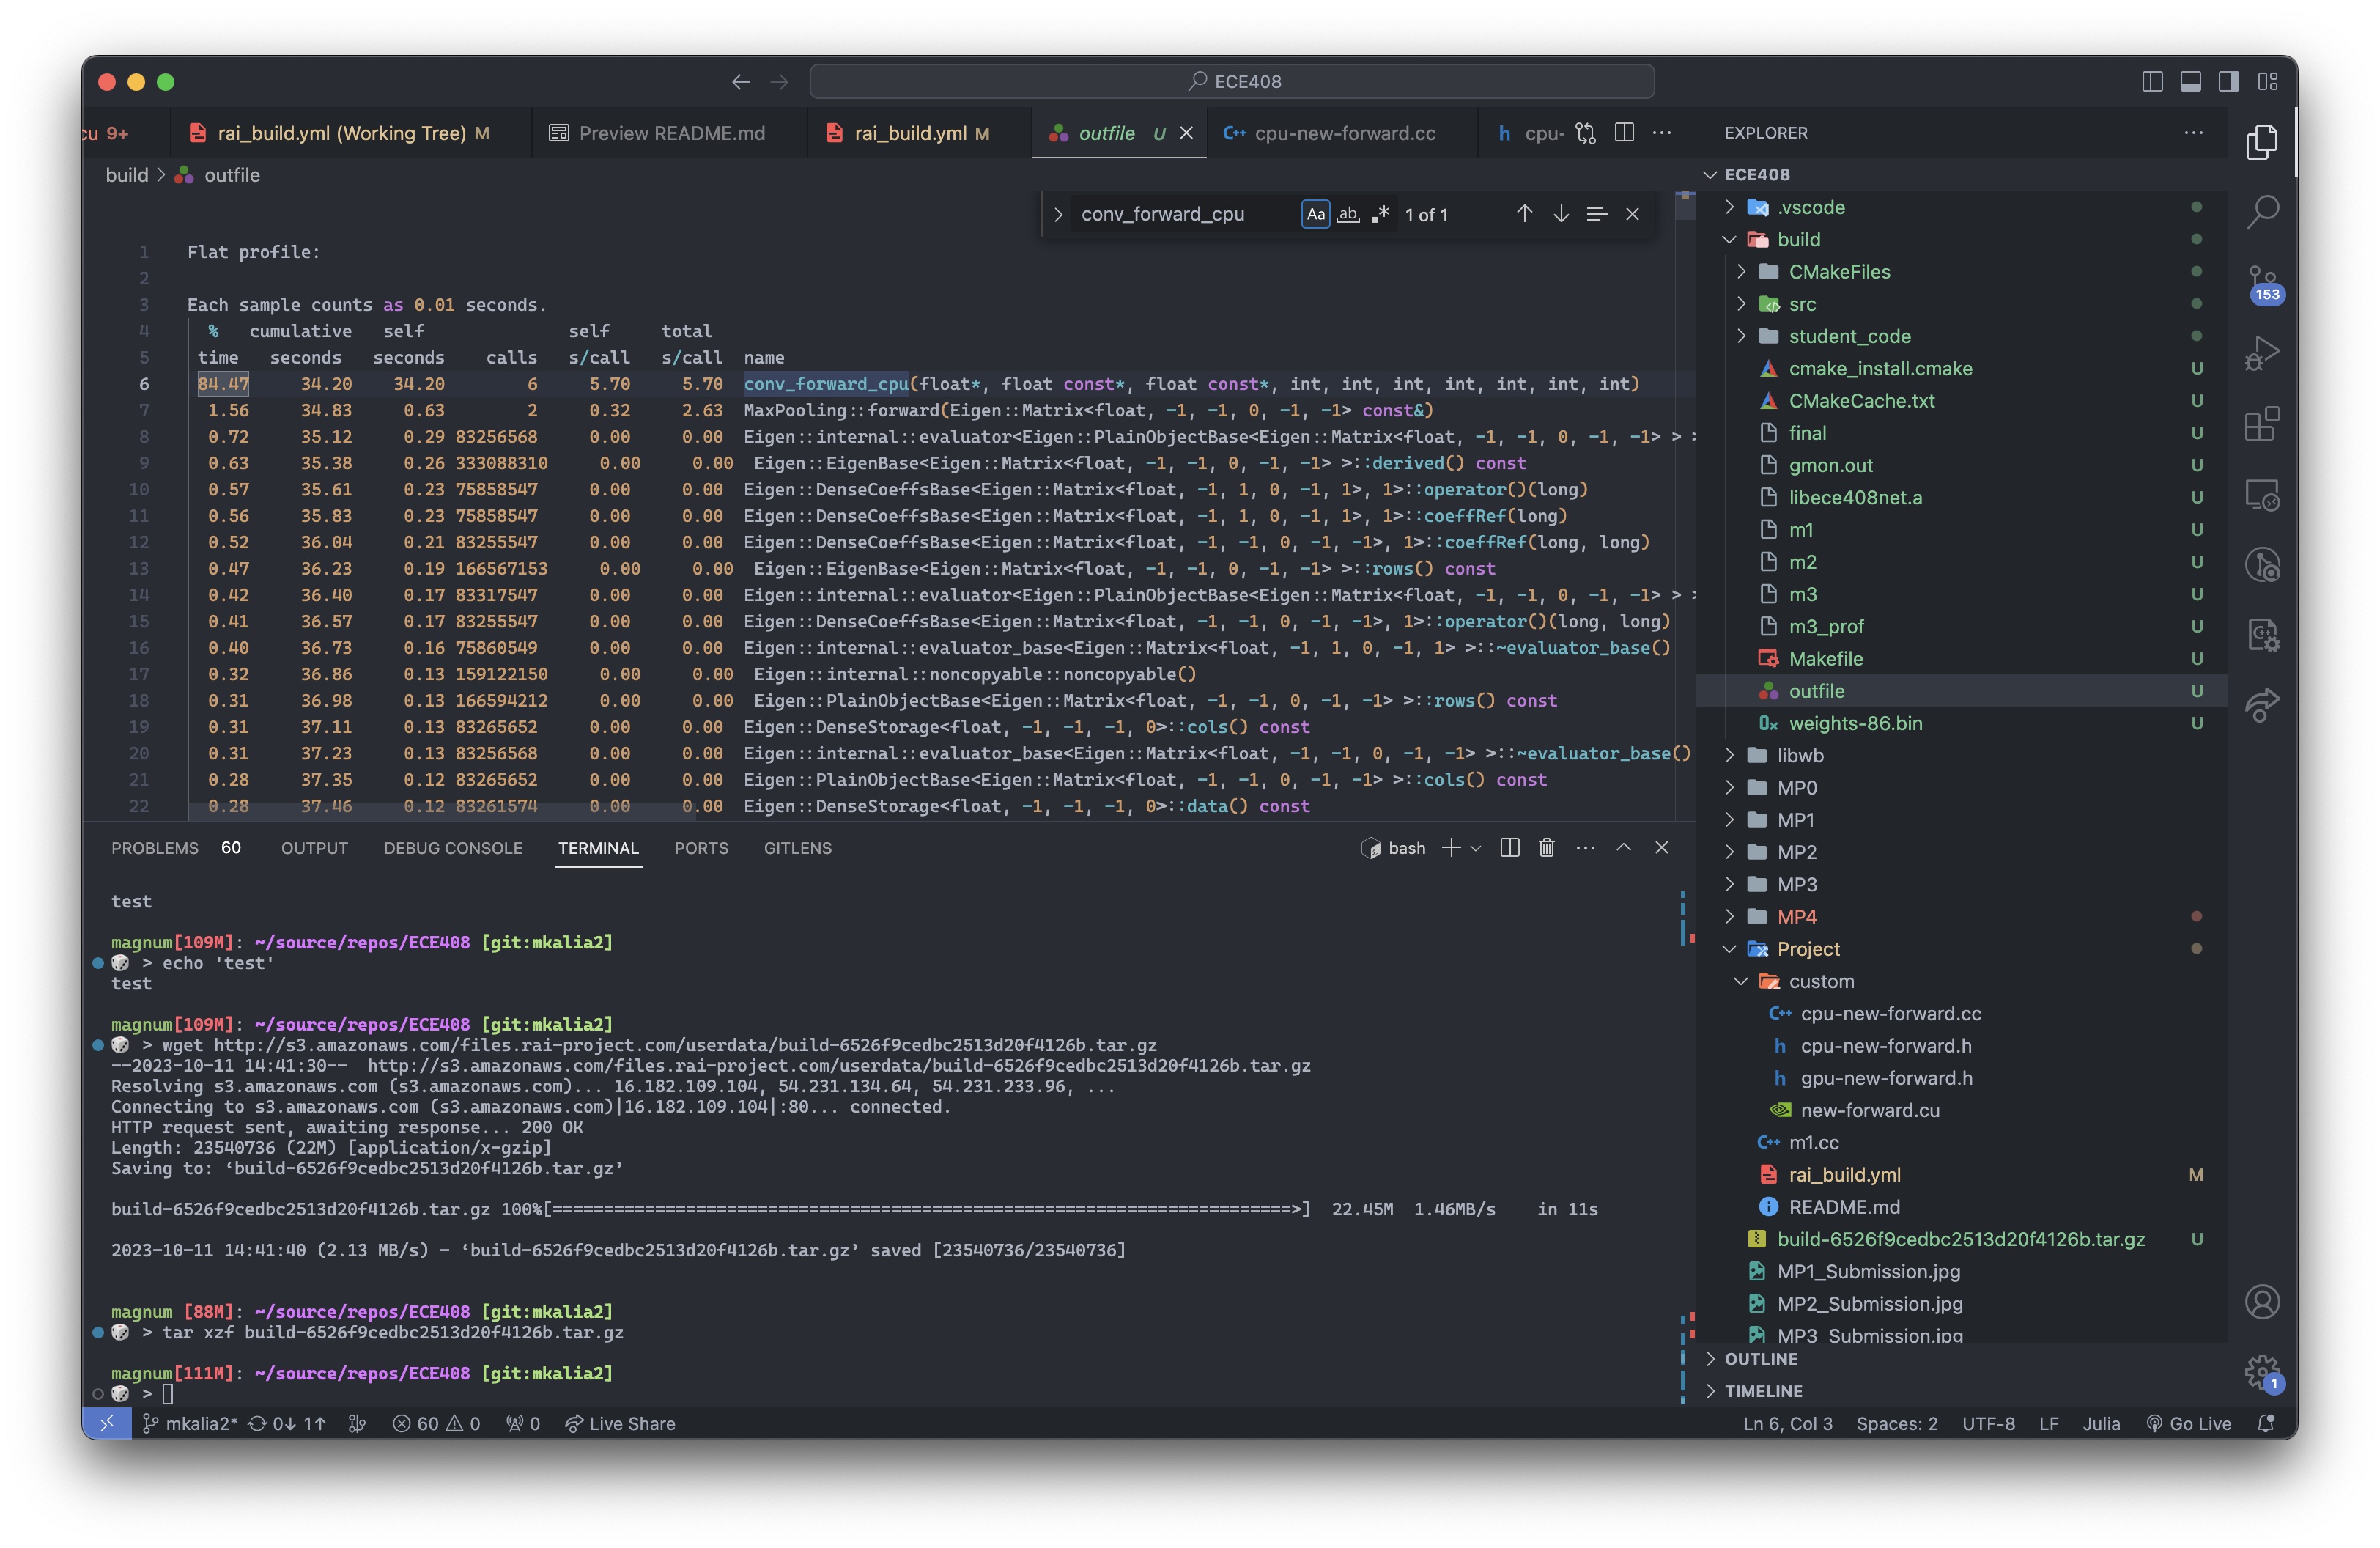 ECE408
cu 9+
rai_build.yml (Working Tree) M
Preview README.md
rai_build.yml M
outfile U
C++ cpu-new-forward.cc
h cpu-
build > outfile
conv_forward_cpu
Aa ab 1 of 1
1 Flat profile:
2
3 Each sample counts as 0.01 seconds.
4 % cumulative self self total
5 time seconds seconds calls s/call s/call name
6 84.47 34.20 34.20 6 5.70 5.70 conv_forward_cpu(float*, float const*, float const*, int, int, int, int, int, int, int)
7 1.56 34.83 0.63 2 0.32 2.63 MaxPooling::forward(Eigen::Matrix<float, -1, -1, 0, -1, -1> const&)
8 0.72 35.12 0.29 83256568 0.00 0.00 Eigen::internal::evaluator<Eigen::PlainObjectBase<Eigen::Matrix<float, -1, -1, 0, -1, -1> > >
9 0.63 35.38 0.26 333088310 0.00 0.00 Eigen::EigenBase<Eigen::Matrix<float, -1, -1, 0, -1, -1> >::derived() const
10 0.57 35.61 0.23 75858547 0.00 0.00 Eigen::DenseCoeffsBase<Eigen::Matrix<float, -1, 1, 0, -1, 1>, 1>::operator()(long)
11 0.56 35.83 0.23 75858547 0.00 0.00 Eigen::DenseCoeffsBase<Eigen::Matrix<float, -1, 1, 0, -1, 1>, 1>::coeffRef(long)
12 0.52 36.04 0.21 83255547 0.00 0.00 Eigen::DenseCoeffsBase<Eigen::Matrix<float, -1, -1, 0, -1, -1>, 1>::coeffRef(long, long)
13 0.47 36.23 0.19 166567153 0.00 0.00 Eigen::EigenBase<Eigen::Matrix<float, -1, -1, 0, -1, -1> >::rows() const
14 0.42 36.40 0.17 83317547 0.00 0.00 Eigen::internal::evaluator<Eigen::PlainObjectBase<Eigen::Matrix<float, -1, -1, 0, -1, -1> > >
15 0.41 36.57 0.17 83255547 0.00 0.00 Eigen::DenseCoeffsBase<Eigen::Matrix<float, -1, -1, 0, -1, -1>, 1>::operator()(long, long)
16 0.40 36.73 0.16 75860549 0.00 0.00 Eigen::internal::evaluator_base<Eigen::Matrix<float, -1, 1, 0, -1, 1> >::~evaluator_base()
17 0.32 36.86 0.13 159122150 0.00 0.00 Eigen::internal::noncopyable::noncopyable()
18 0.31 36.98 0.13 166594212 0.00 0.00 Eigen::PlainObjectBase<Eigen::Matrix<float, -1, -1, 0, -1, -1> >::rows() const
19 0.31 37.11 0.13 83265652 0.00 0.00 Eigen::DenseStorage<float, -1, -1, -1, 0>::cols() const
20 0.31 37.23 0.13 83256568 0.00 0.00 Eigen::internal::evaluator_base<Eigen::Matrix<float, -1, -1, 0, -1, -1> >::~evaluator_base()
21 0.28 37.35 0.12 83265652 0.00 0.00 Eigen::PlainObjectBase<Eigen::Matrix<float, -1, -1, 0, -1, -1> >::cols() const
22 0.28 37.46 0.12 83261574 0.00 0.00 Eigen::DenseStorage<float, -1, -1, -1, 0>::data() const
PROBLEMS 60 OUTPUT DEBUG CONSOLE TERMINAL PORTS GITLENS
bash
test
magnum[109M]: ~/source/repos/ECE408 [git:mkalia2]
> echo 'test'
test
magnum[109M]: ~/source/repos/ECE408 [git:mkalia2]
> wget http://s3.amazonaws.com/files.rai-project.com/userdata/build-6526f9cedbc2513d20f4126b.tar.gz
--2023-10-11 14:41:30-- http://s3.amazonaws.com/files.rai-project.com/userdata/build-6526f9cedbc2513d20f4126b.tar.gz
Resolving s3.amazonaws.com (s3.amazonaws.com)... 16.182.109.104, 54.231.134.64, 54.231.233.96, ...
Connecting to s3.amazonaws.com (s3.amazonaws.com)|16.182.109.104|:80... connected.
HTTP request sent, awaiting response... 200 OK
Length: 23540736 (22M) [application/x-gzip]
Saving to: ‘build-6526f9cedbc2513d20f4126b.tar.gz’
build-6526f9cedbc2513d20f4126b.tar.gz 100%[========================================================================>] 22.45M 1.46MB/s in 11s
2023-10-11 14:41:40 (2.13 MB/s) - ‘build-6526f9cedbc2513d20f4126b.tar.gz’ saved [23540736/23540736]
magnum [88M]: ~/source/repos/ECE408 [git:mkalia2]
> tar xzf build-6526f9cedbc2513d20f4126b.tar.gz
magnum[111M]: ~/source/repos/ECE408 [git:mkalia2]
>
EXPLORER
ECE408
.vscode
build
CMakeFiles
src
student_code
cmake_install.cmake U
CMakeCache.txt U
final U
gmon.out U
libece408net.a U
m1 U
m2 U
m3 U
m3_prof U
Makefile U
outfile U
weights-86.bin U
libwb
MP0
MP1
MP2
MP3
MP4
Project
custom
C++ cpu-new-forward.cc
h cpu-new-forward.h
h gpu-new-forward.h
new-forward.cu
C++ m1.cc
rai_build.yml M
README.md
build-6526f9cedbc2513d20f4126b.tar.gz U
MP1_Submission.jpg
MP2_Submission.jpg
MP3_Submission.jpg
OUTLINE
TIMELINE
153
1
mkalia2* 0↓ 1↑ 60 0 0 Live Share
Ln 6, Col 3 Spaces: 2 UTF-8 LF Julia Go Live